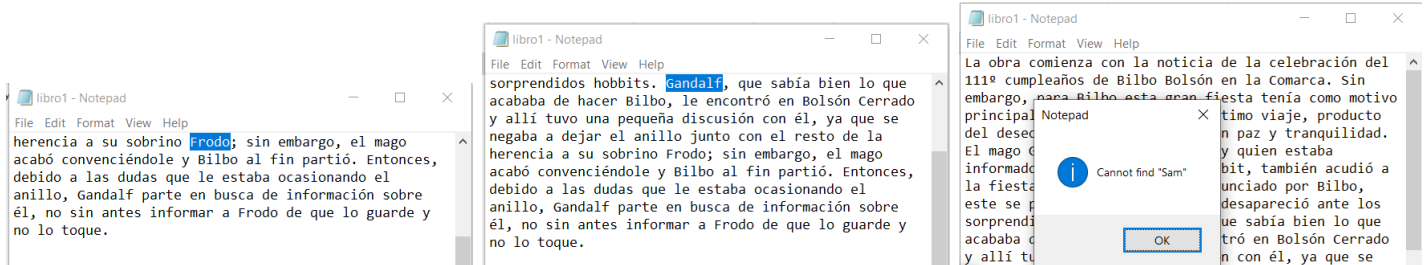 libro1 - Notepad
File Edit Format View Help
herencia a su sobrino Frodo; sin embargo, el mago
acabó convenciéndole y Bilbo al fin partió. Entonces,
debido a las dudas que le estaba ocasionando el
anillo, Gandalf parte en busca de información sobre
él, no sin antes informar a Frodo de que lo guarde y
no lo toque.
libro1 - Notepad
File Edit Format View Help
sorprendidos hobbits. Gandalf, que sabía bien lo que
acababa de hacer Bilbo, le encontró en Bolsón Cerrado
y allí tuvo una pequeña discusión con él, ya que se
negaba a dejar el anillo junto con el resto de la
herencia a su sobrino Frodo; sin embargo, el mago
acabó convenciéndole y Bilbo al fin partió. Entonces,
debido a las dudas que le estaba ocasionando el
anillo, Gandalf parte en busca de información sobre
él, no sin antes informar a Frodo de que lo guarde y
no lo toque.
libro1 - Notepad
File Edit Format View Help
La obra comienza con la noticia de la celebración del
111º cumpleaños de Bilbo Bolsón en la Comarca. Sin
embargo, para Bilbo esta gran fiesta tenía como motivo
principal timo viaje, producto
del dese n paz y tranquilidad.
El mago G y quien estaba
informado bit, también acudió a
la fiesta unciado por Bilbo,
este se p desapareció ante los
sorprendi ue sabía bien lo que
acababa d tró en Bolsón Cerrado
y allí tu n con él, ya que se
Notepad
Cannot find "Sam"
OK